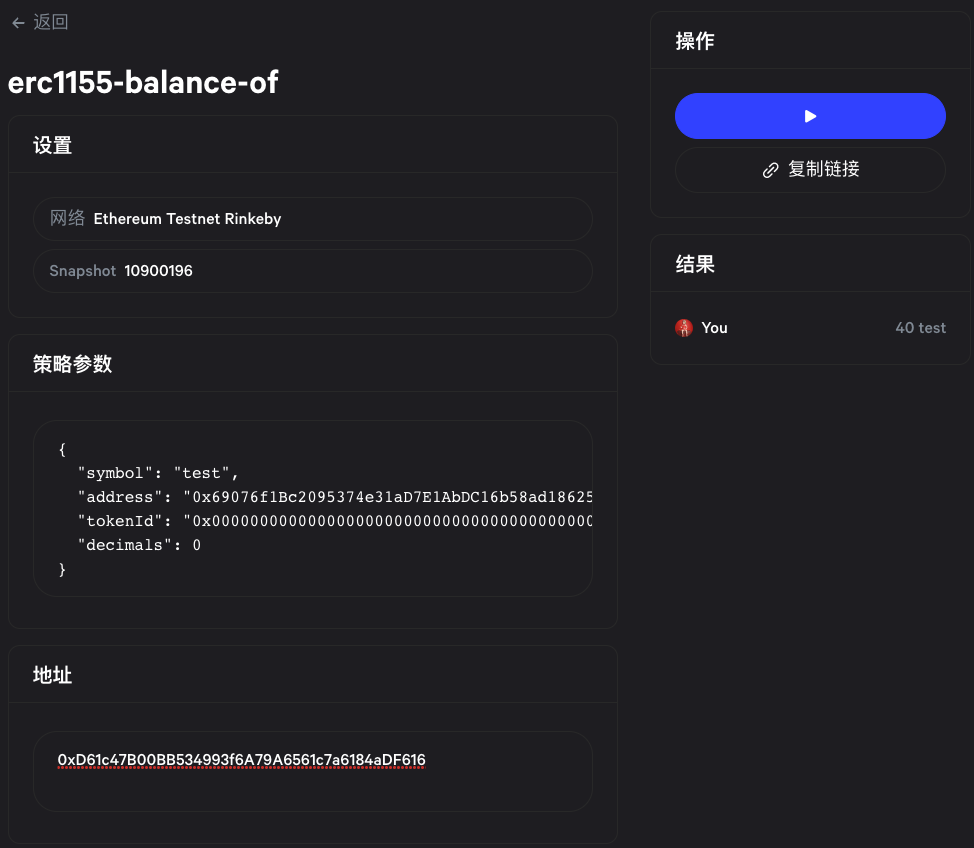 ← 返回
erc1155-balance-of
设置
网络 Ethereum Testnet Rinkeby
Snapshot 10900196
策略参数
{
"symbol": "test",
"address": "0x69076f1Bc2095374e31aD7E1AbDC16b58ad18625
"tokenId": "0x00000000000000000000000000000000000000000
"decimals": 0
}
地址
0xD61c47B00BB534993f6A79A6561c7a6184aDF616
操作
复制链接
结果
You 40 test